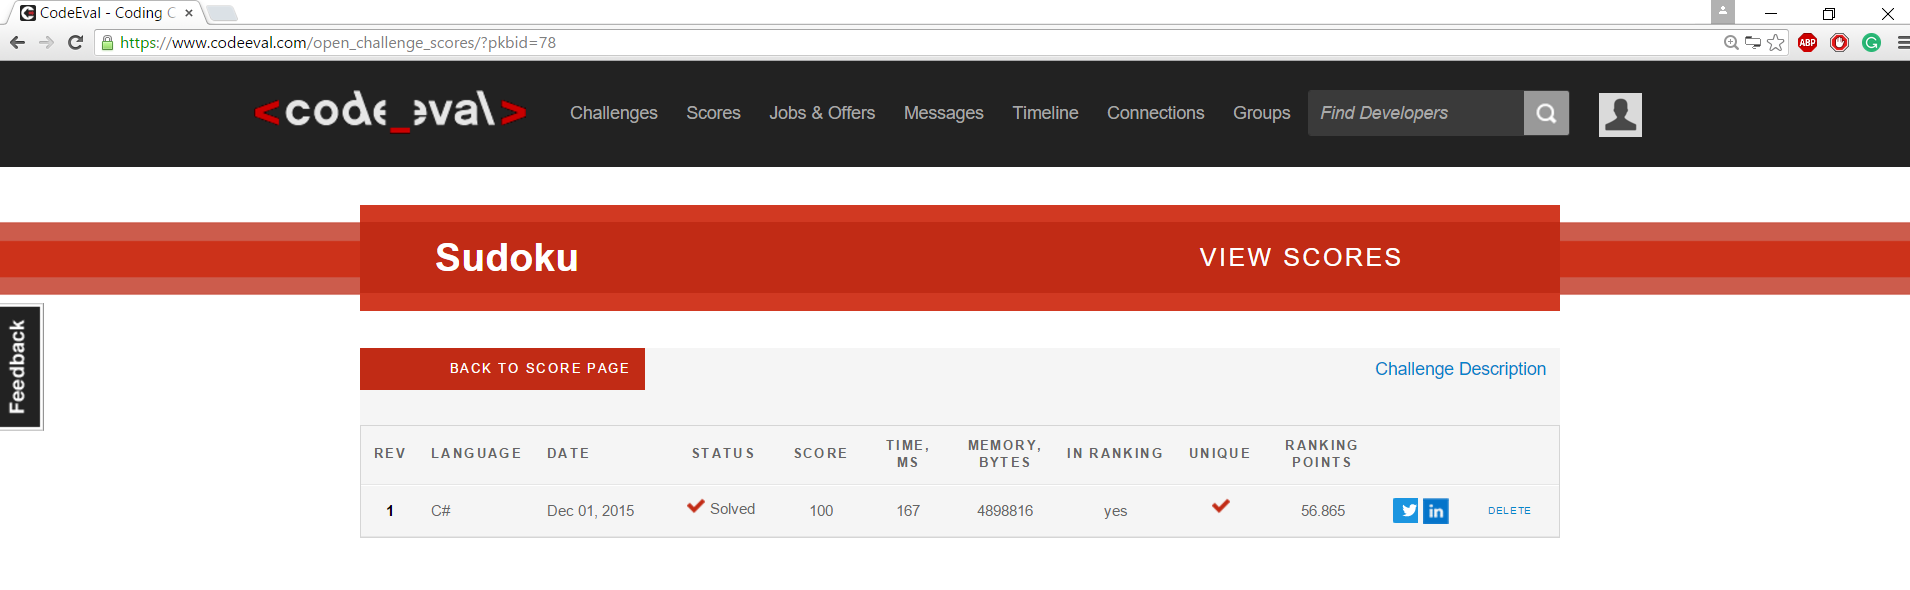 CodeEval - Coding C
https://www.codeeval.com/open_challenge_scores/?pkbid=78
ABP
G
<code_eval>
Challenges Scores Jobs & Offers Messages Timeline Connections Groups Find Developers
Sudoku VIEW SCORES
Feedback
BACK TO SCORE PAGE Challenge Description
REV LANGUAGE DATE STATUS SCORE TIME, MS MEMORY, BYTES IN RANKING UNIQUE RANKING POINTS
1 C# Dec 01, 2015 Solved 100 167 4898816 yes 56.865 in DELETE